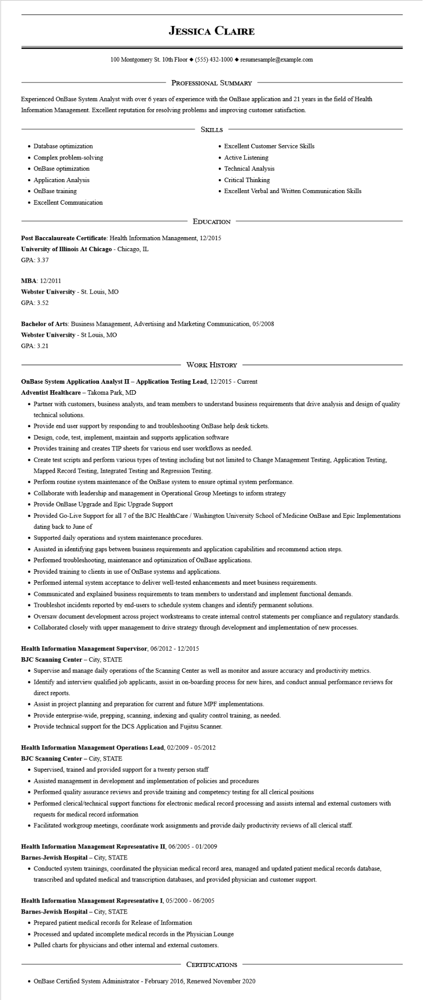 Jessica Claire
100 Montgomery St. 10th Floor ◆ (555) 432-1000 ◆ resumesample@example.com
Professional Summary
Experienced OnBase System Analyst with over 6 years of experience with the OnBase application and 21 years in the field of Health
Information Management. Excellent reputation for resolving problems and improving customer satisfaction.
Skills
• Database optimization
• Complex problem-solving
• OnBase optimization
• Application Analysis
• OnBase training
• Excellent Communication
• Excellent Customer Service Skills
• Active Listening
• Technical Analysis
• Critical Thinking
• Excellent Verbal and Written Communication Skills
Education
Post Baccalaureate Certificate: Health Information Management, 12/2015
University of Illinois At Chicago - Chicago, IL
GPA: 3.37
MBA: 12/2011
Webster University - St. Louis, MO
GPA: 3.52
Bachelor of Arts: Business Management, Advertising and Marketing Communication, 05/2008
Webster University - St Louis, MO
GPA: 3.21
Work History
OnBase System Application Analyst II – Application Testing Lead, 12/2015 - Current
Adventist Healthcare – Takoma Park, MD
• Partner with customers, business analysts, and team members to understand business requirements that drive analysis and design of quality
technical solutions.
• Provide end user support by responding to and troubleshooting OnBase help desk tickets.
• Design, code, test, implement, maintain and supports application software
• Provides training and creates TIP sheets for various end user workflows as needed.
• Create test scripts and perform various types of testing including but not limited to Change Management Testing, Application Testing,
Mapped Record Testing, Integrated Testing and Regression Testing.
• Perform routine system maintenance of the OnBase system to ensure optimal system performance.
• Collaborate with leadership and management in Operational Group Meetings to inform strategy
• Provide OnBase Upgrade and Epic Upgrade Support
• Provided Go-Live Support for all 7 of the BJC HealthCare / Washington University School of Medicine OnBase and Epic Implementations
dating back to June of
• Supported daily operations and system maintenance procedures.
• Assisted in identifying gaps between business requirements and application capabilities and recommend action steps.
• Performed troubleshooting, maintenance and optimization of OnBase applications.
• Provided training to clients in use of OnBase systems and applications.
• Performed internal system acceptance to deliver well-tested enhancements and meet business requirements.
• Communicated and explained business requirements to team members to understand and implement functional demands.
• Troubleshot incidents reported by end-users to schedule system changes and identify permanent solutions.
• Oversaw document development across project workstreams to create internal control statements per compliance and regulatory standards.
• Collaborated closely with upper management to drive strategy through development and implementation of new processes.
Health Information Management Supervisor, 06/2012 - 12/2015
BJC Scanning Center – City, STATE
• Supervise and manage daily operations of the Scanning Center as well as monitor and assure accuracy and productivity metrics.
• Identify and interview qualified job applicants, assist in on-boarding process for new hires, and conduct annual performance reviews for
direct reports.
• Assist in project planning and preparation for current and future MPF implementations.
• Provide enterprise-wide, prepping, scanning, indexing and quality control training, as needed.
• Provide technical support for the DCS Application and Fujitsu Scanner.
Health Information Management Operations Lead, 02/2009 - 05/2012
BJC Scanning Center – City, STATE
• Supervised, trained and provided support for a twenty person staff
• Assisted management in development and implementation of policies and procedures
• Performed quality assurance reviews and provide training and competency testing for all clerical positions
• Performed clerical/technical support functions for electronic medical record processing and assists internal and external customers with
requests for medical record information
• Facilitated workgroup meetings, coordinate work assignments and provide daily productivity reviews of all clerical staff.
Health Information Management Representative II, 06/2005 - 01/2009
Barnes-Jewish Hospital – City, STATE
• Conducted system trainings, coordinated the physician medical record area, managed and updated patient medical records database,
transcribed and updated medical and transcription databases, and provided physician and customer support.
Health Information Management Representative I, 05/2000 - 06/2005
Barnes-Jewish Hospital – City, STATE
• Prepared patient medical records for Release of Information
• Processed and updated incomplete medical records in the Physician Lounge
• Pulled charts for physicians and other internal and external customers.
Certifications
• OnBase Certified System Administrator - February 2016, Renewed November 2020